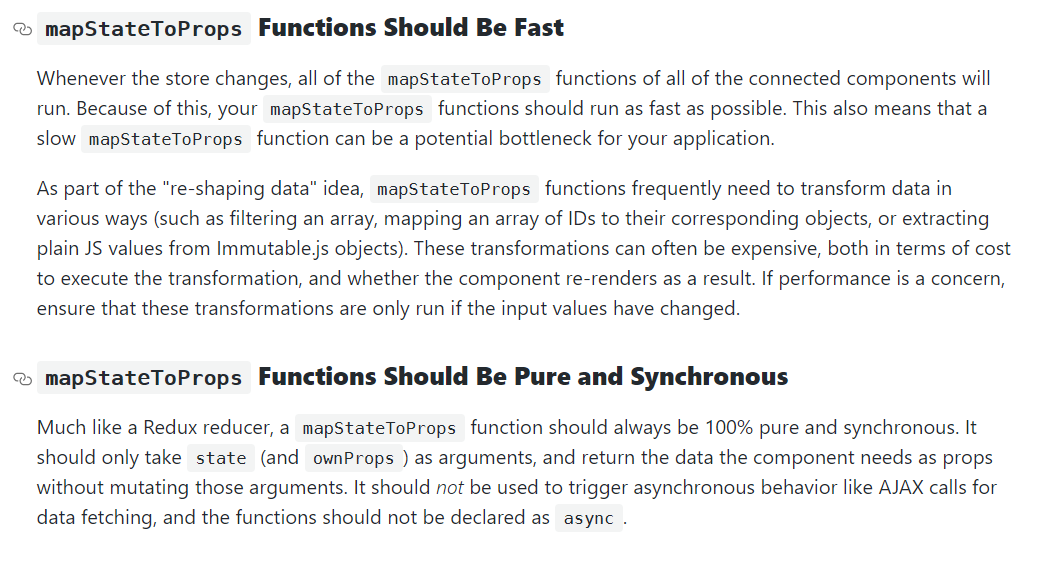 mapStateToProps Functions Should Be Fast
Whenever the store changes, all of the mapStateToProps functions of all of the connected components will
run. Because of this, your mapStateToProps functions should run as fast as possible. This also means that a
slow mapStateToProps function can be a potential bottleneck for your application.
As part of the "re-shaping data" idea, mapStateToProps functions frequently need to transform data in
various ways (such as filtering an array, mapping an array of IDs to their corresponding objects, or extracting
plain JS values from Immutable.js objects). These transformations can often be expensive, both in terms of cost
to execute the transformation, and whether the component re-renders as a result. If performance is a concern,
ensure that these transformations are only run if the input values have changed.
mapStateToProps Functions Should Be Pure and Synchronous
Much like a Redux reducer, a mapStateToProps function should always be 100% pure and synchronous. It
should only take state (and ownProps ) as arguments, and return the data the component needs as props
without mutating those arguments. It should not be used to trigger asynchronous behavior like AJAX calls for
data fetching, and the functions should not be declared as async .